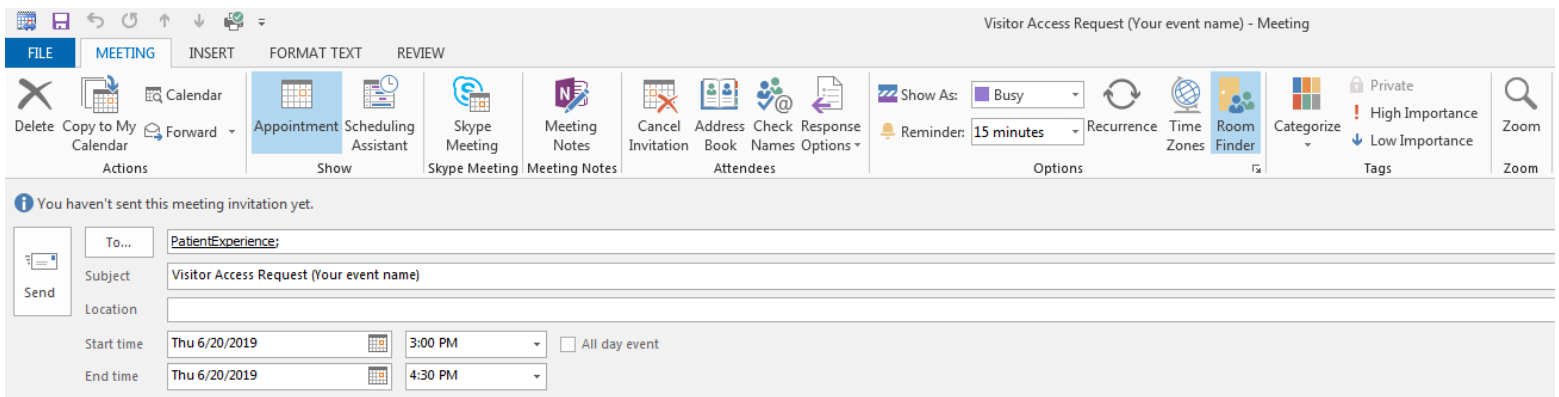 Visitor Access Request (Your event name) - Meeting
FILE MEETING INSERT FORMAT TEXT REVIEW
Delete
Copy to My Calendar
Calendar
Forward
Actions
Appointment
Scheduling Assistant
Show
Skype Meeting
Skype Meeting
N
Meeting Notes
Meeting Notes
Cancel Invitation
Address Book
Check Names
Response Options
Attendees
Show As: Busy
Reminder: 15 minutes
Recurrence
Time Zones
Room Finder
Options
Categorize
Private
High Importance
Low Importance
Tags
Zoom
Zoom
You haven't sent this meeting invitation yet.
Send
To... PatientExperience;
Subject Visitor Access Request (Your event name)
Location
Start time Thu 6/20/2019 3:00 PM All day event
End time Thu 6/20/2019 4:30 PM